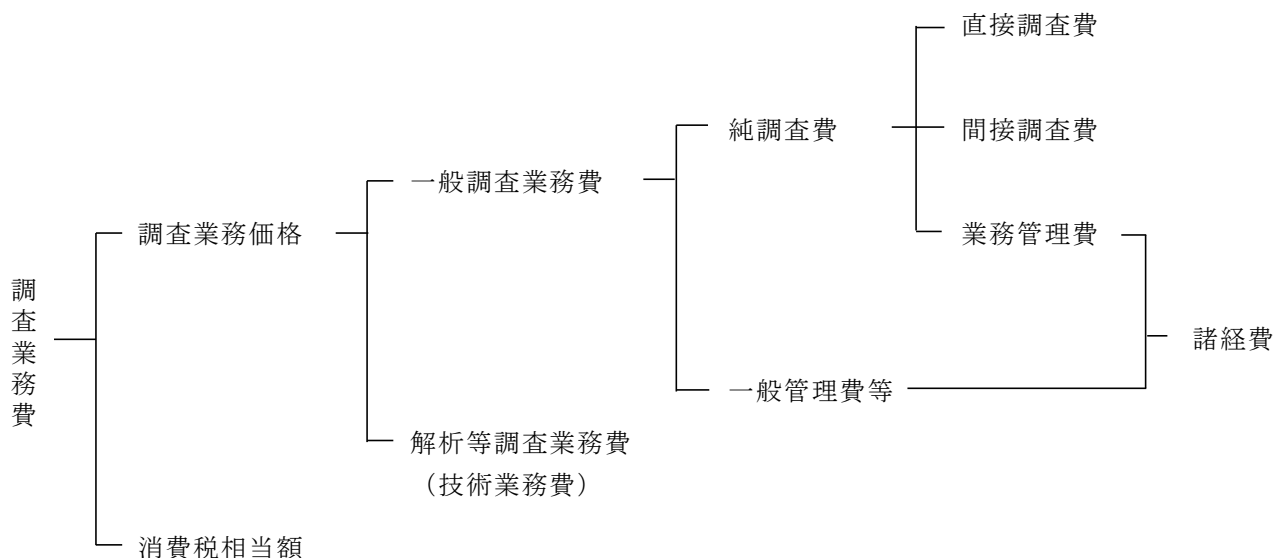 直接調査費
純調査費
間接調査費
一般調査業務費
調査業務価格
業務管理費
調査業務費
諸経費
一般管理費等
解析等調査業務費
（技術業務費）
消費税相当額